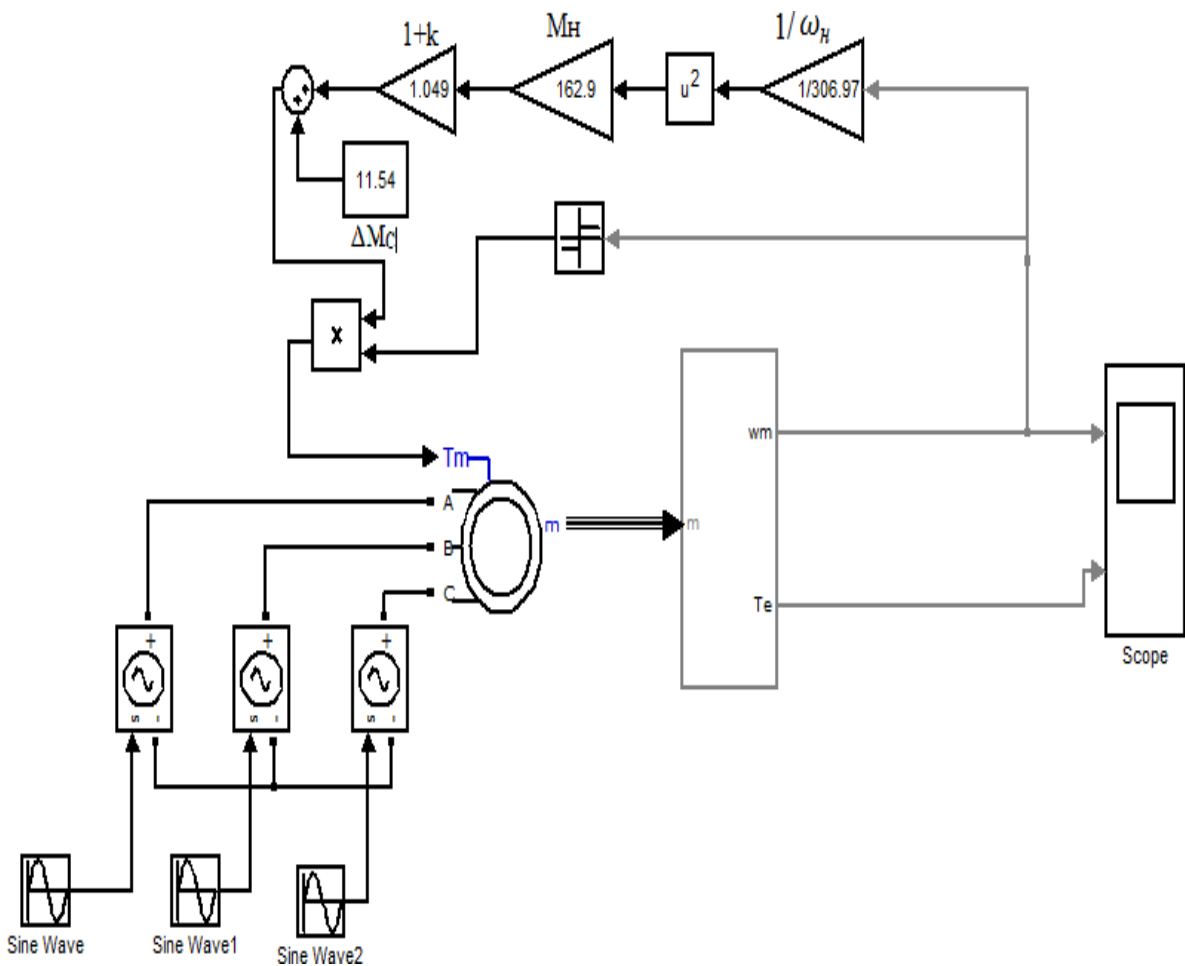 1+k
Mн
1/ωH
1.049
162.9
u2
1/306.97
11.54
ΔMC|
x
Tm
A
B
C
m
m
wm
Te
Scope
+
+
+
s -
s -
s -
Sine Wave
Sine Wave1
Sine Wave2